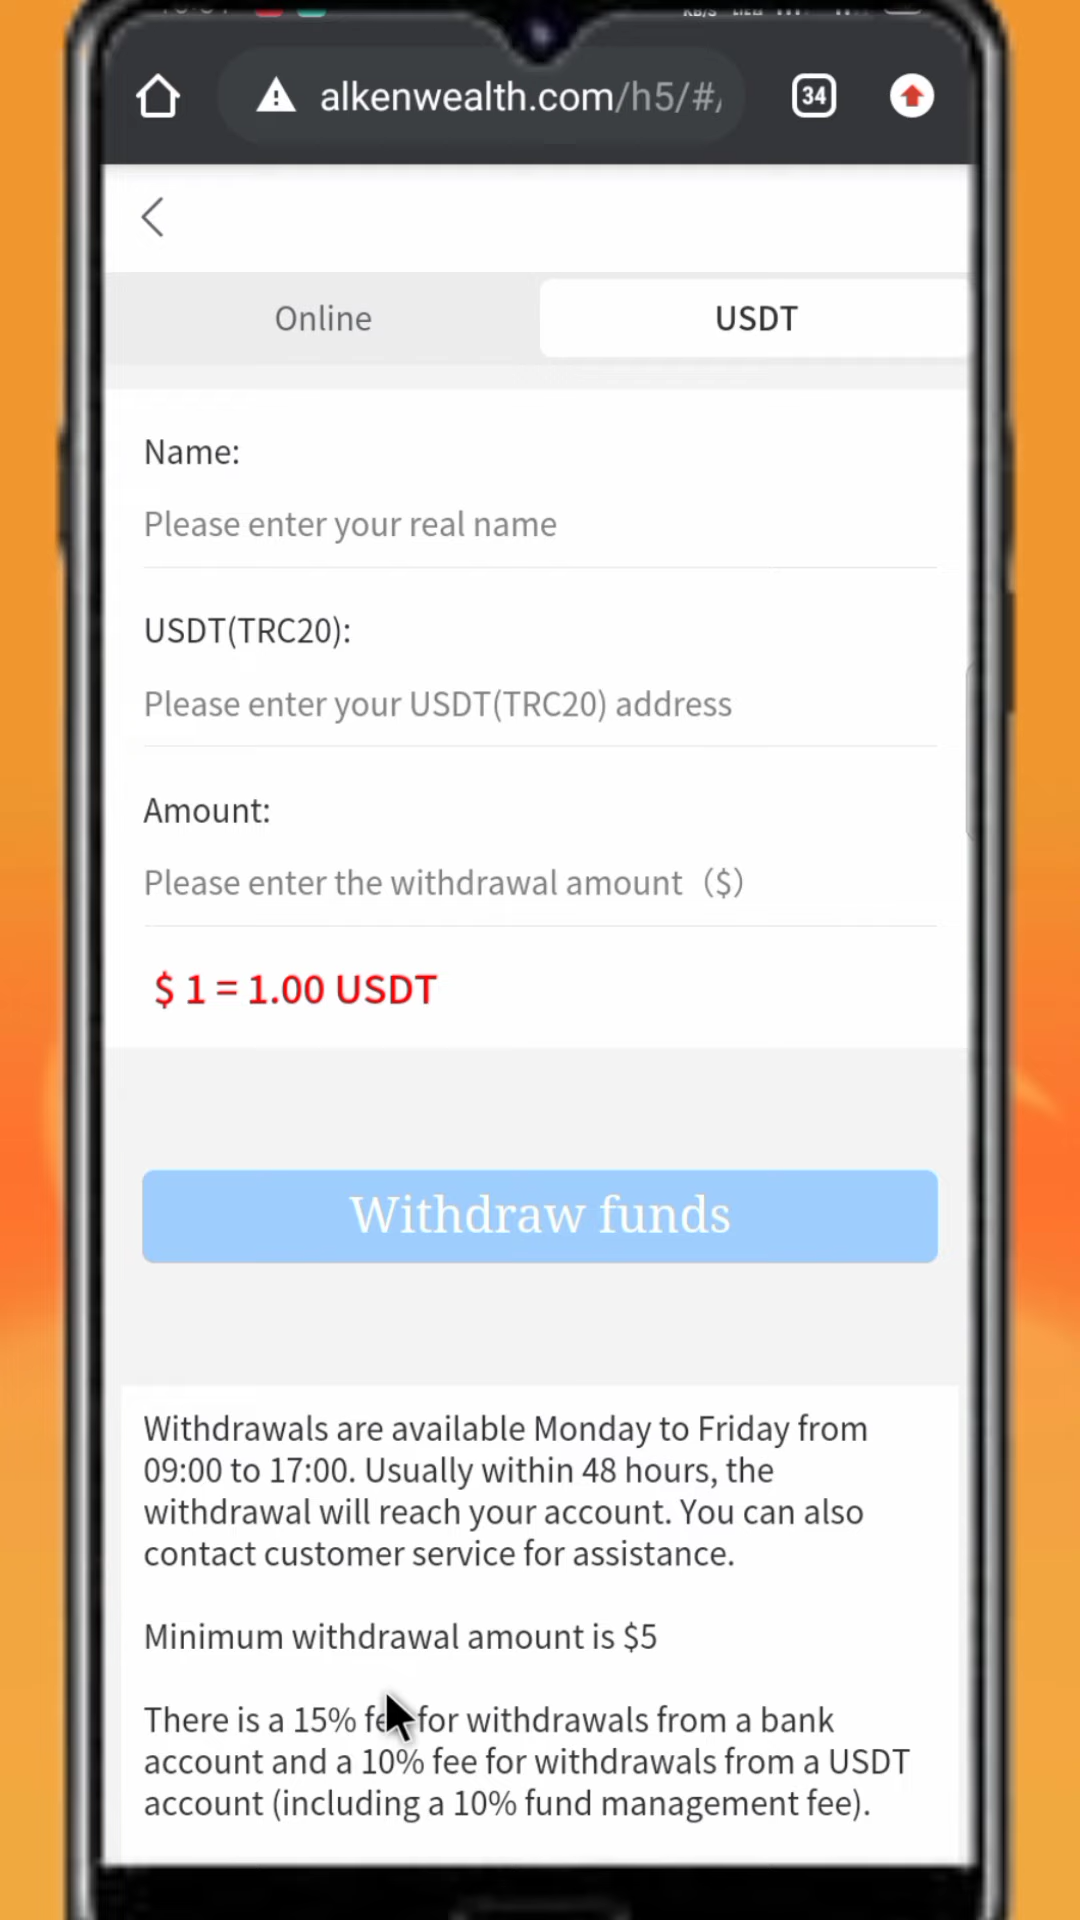 alkenwealth.com/h5/#/
34
Online
USDT
Name:
Please enter your real name
USDT(TRC20):
Please enter your USDT(TRC20) address
Amount:
Please enter the withdrawal amount（$）
$ 1 = 1.00 USDT
Withdraw funds
Withdrawals are available Monday to Friday from
09:00 to 17:00. Usually within 48 hours, the
withdrawal will reach your account. You can also
contact customer service for assistance.
Minimum withdrawal amount is $5
There is a 15% fee for withdrawals from a bank
account and a 10% fee for withdrawals from a USDT
account (including a 10% fund management fee).